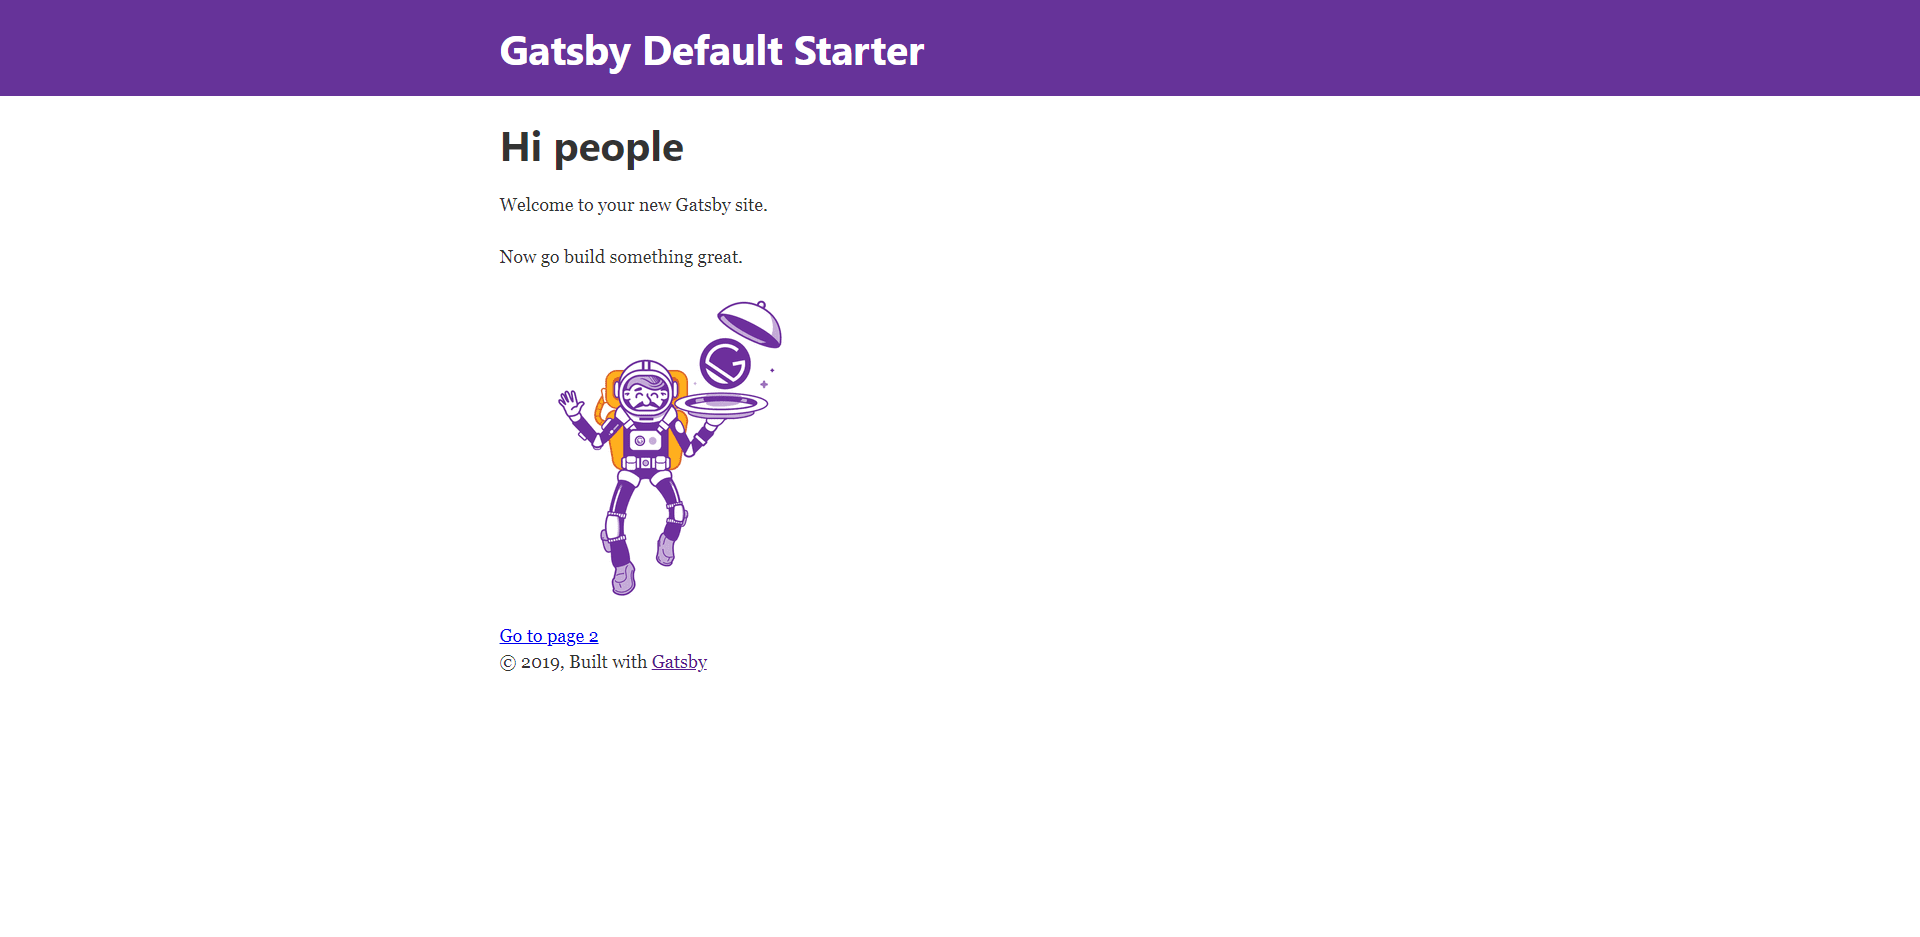 Gatsby Default Starter
Hi people
Welcome to your new Gatsby site.
Now go build something great.
Go to page 2
© 2019, Built with Gatsby